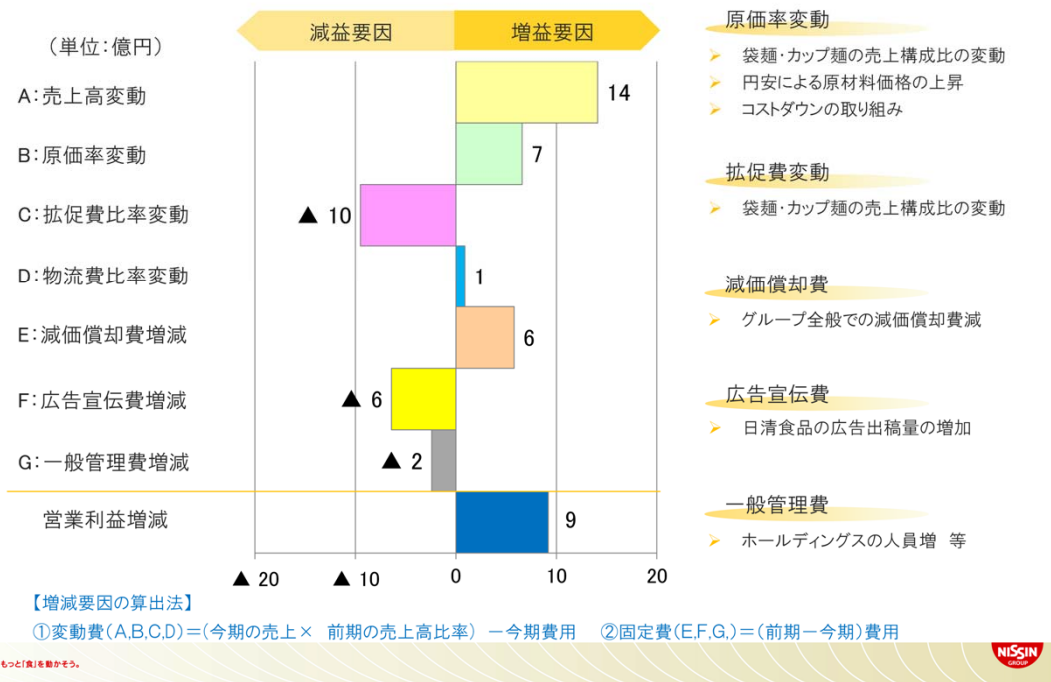 減益要因 増益要因
（単位：億円）
A：売上高変動 14
B：原価率変動 7
C：拡促費比率変動 ▲ 10
D：物流費比率変動 1
E：減価償却費増減 6
F：広告宣伝費増減 ▲ 6
G：一般管理費増減 ▲ 2
営業利益増減 9
▲ 20 ▲ 10 0 10 20
原価率変動
袋麺・カップ麺の売上構成比の変動
円安による原材料価格の上昇
コストダウンの取り組み
拡促費変動
袋麺・カップ麺の売上構成比の変動
減価償却費
グループ全般での減価償却費減
広告宣伝費
日清食品の広告出稿量の増加
一般管理費
ホールディングスの人員増 等
【増減要因の算出法】
①変動費（A,B,C,D）＝（今期の売上× 前期の売上高比率） －今期費用 ②固定費（E,F,G,）＝（前期－今期）費用
もっと「食」を動かそう。
NISSIN
GROUP